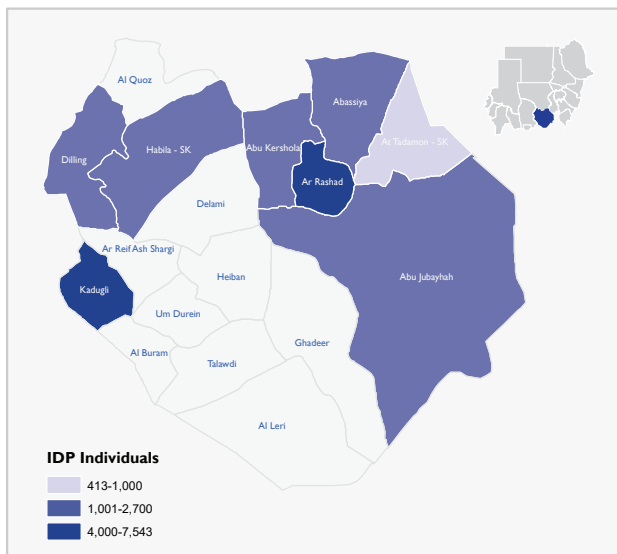 Al Quoz
Abassiya
At Tadamon - SK
Habila - SK
Abu Kershola
Dilling
Ar Rashad
Delami
Ar Reif Ash Shargi
Heiban
Abu Jubayhah
Kadugli
Um Durein
Ghadeer
Al Buram
Talawdi
Al Leri
IDP Individuals
413-1,000
1,001-2,700
4,000-7,543